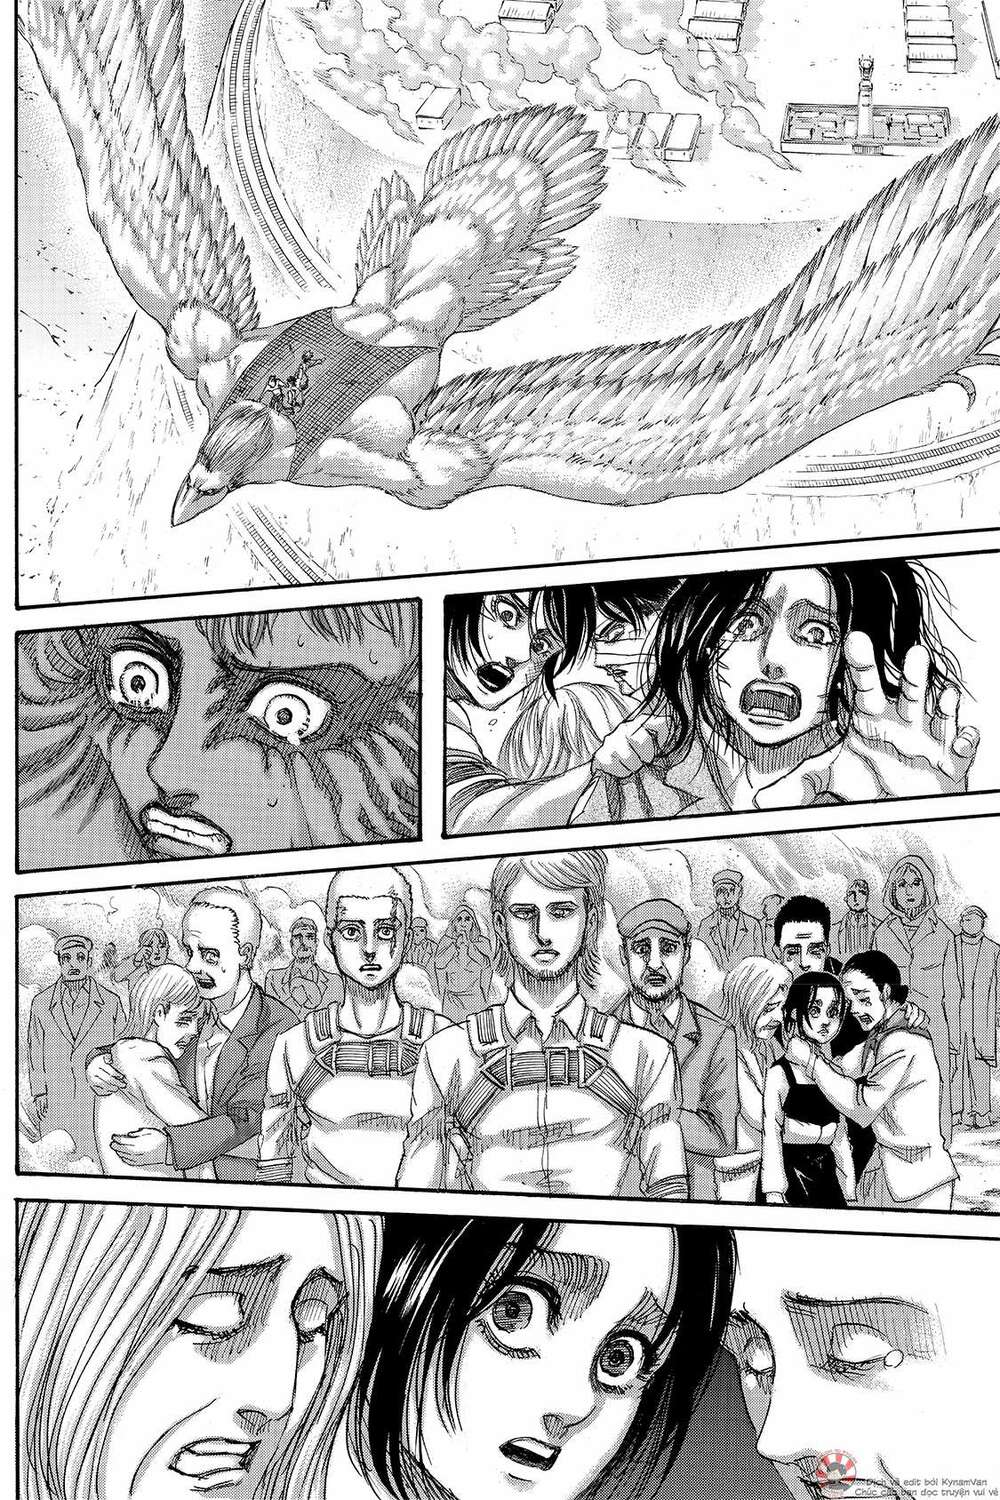 Dịch và edit bởi KynamVan
Chúc các bạn đọc truyện vui vẻ